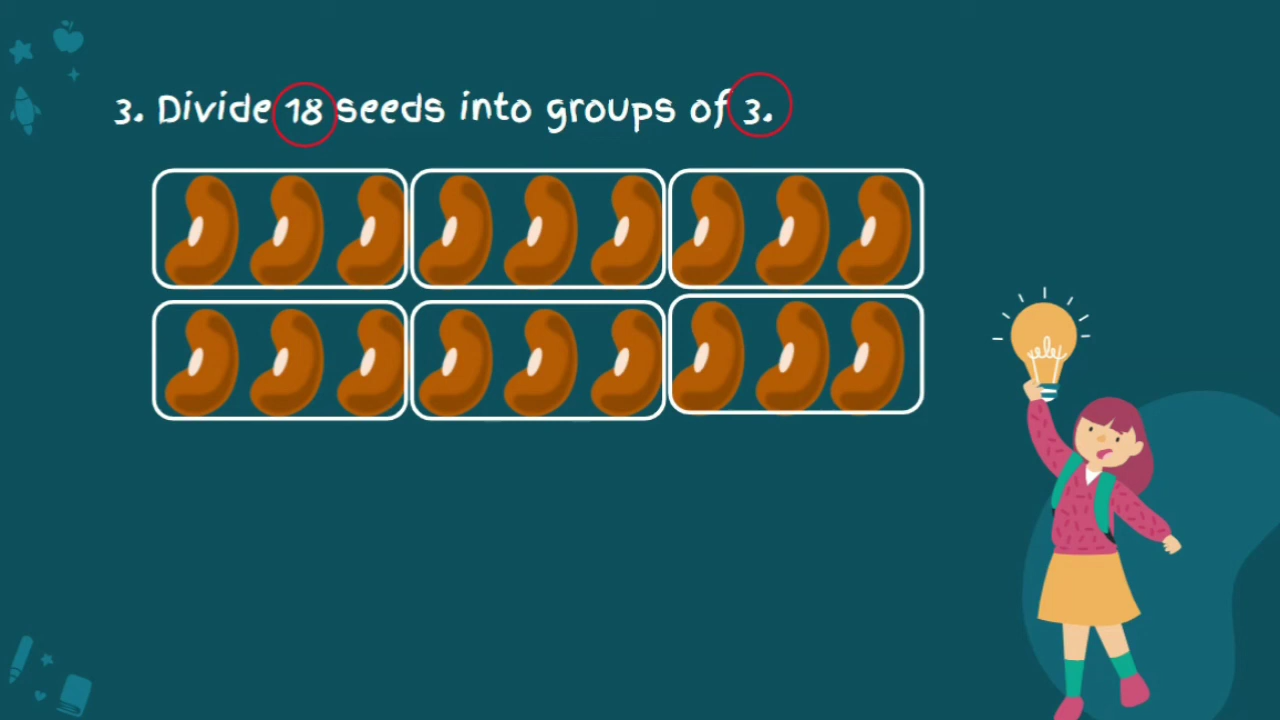 3. Divide 18 seeds into groups of 3.